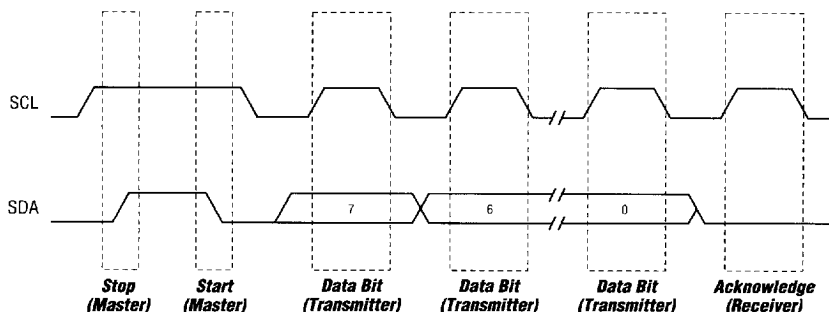 SCL
SDA
7
6
0
Stop
(Master)
Start
(Master)
Data Bit
(Transmitter)
Data Bit
(Transmitter)
Data Bit
(Transmitter)
Acknowledge
(Receiver)